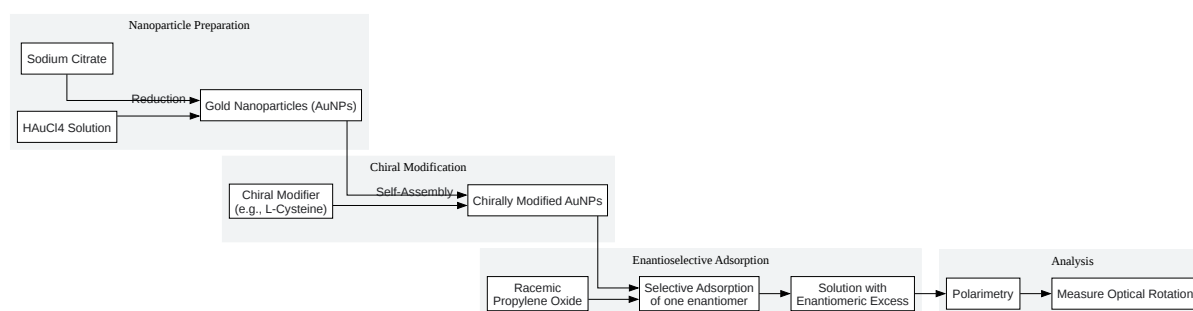 Nanoparticle Preparation
Sodium Citrate
Reduction
Gold Nanoparticles (AuNPs)
HAuCl4 Solution
Chiral Modification
Self-Assembly
Chiral Modifier
(e.g., L-Cysteine)
Chirally Modified AuNPs
Enantioselective Adsorption
Racemic
Propylene Oxide
Selective Adsorption
of one enantiomer
Solution with
Enantiomeric Excess
Analysis
Polarimetry
Measure Optical Rotation